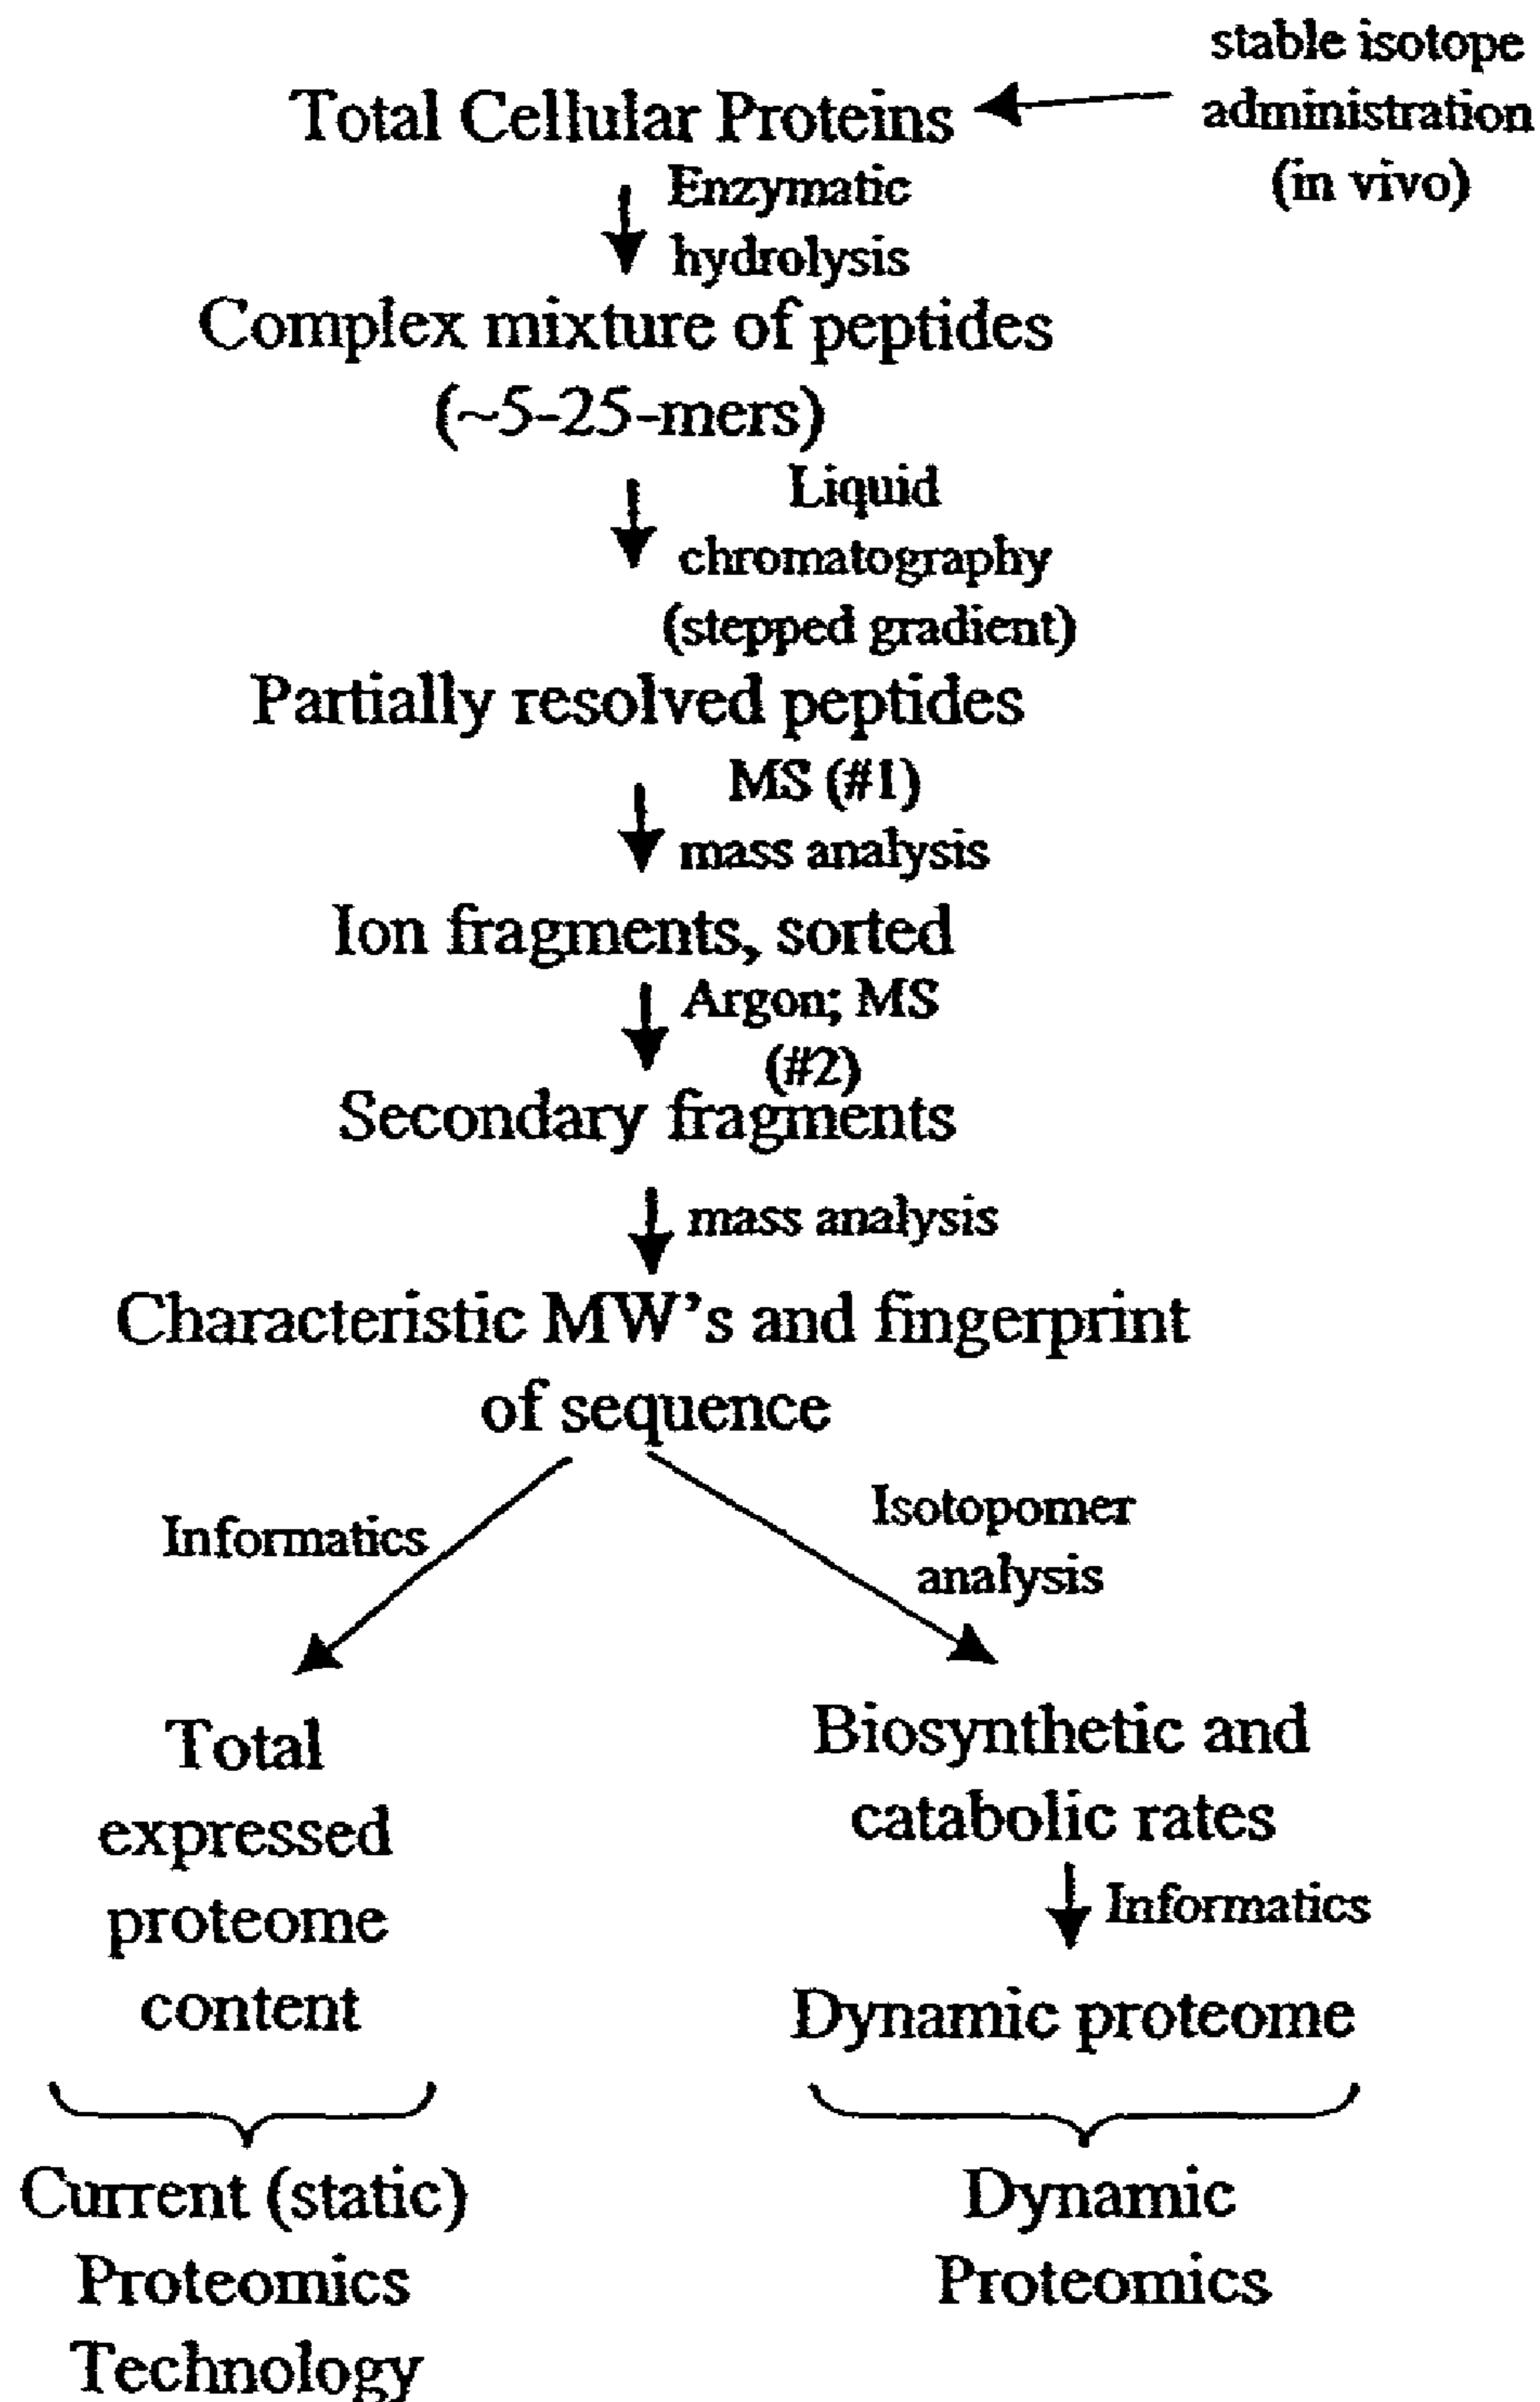 stable isotope
administration
(in vivo)
Total Cellular Proteins
Enzymatic
hydrolysis
Complex mixture of peptides
(~5-25-mers)
Liquid
chromatography
(stepped gradient)
Partially resolved peptides
MS (#1)
mass analysis
Ion fragments, sorted
Argon; MS
(#2)
Secondary fragments
mass analysis
Characteristic MW's and fingerprint
of sequence
Informatics
Isotopomer
analysis
Total
expressed
proteome
content
Biosynthetic and
catabolic rates
Informatics
Dynamic proteome
Current (static)
Proteomics
Technology
Dynamic
Proteomics